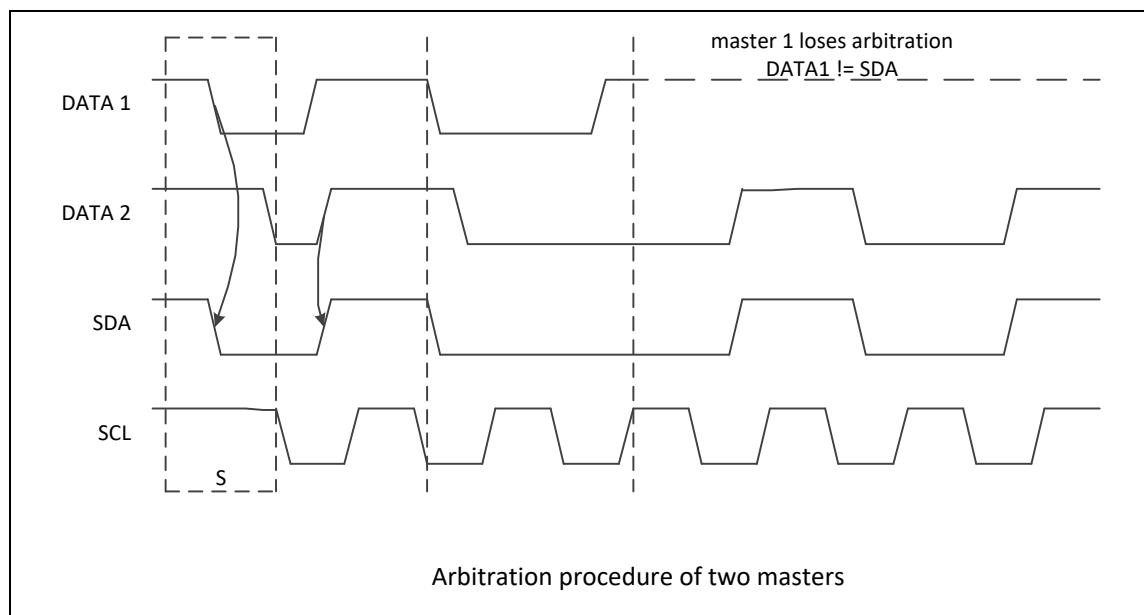 master 1 loses arbitration
DATA1 != SDA
DATA 1
DATA 2
SDA
SCL
S
Arbitration procedure of two masters